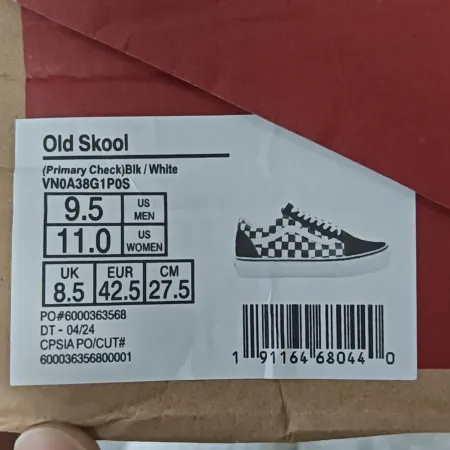 Old Skool
(Primary Check)Blk / White
VN0A38G1P0S
9.5 US MEN
11.0 US WOMEN
UK EUR CM
8.5 42.5 27.5
PO#6000363568
DT - 04/24
CPSIA PO/CUT#
600036356800001
1 91164 68044 0